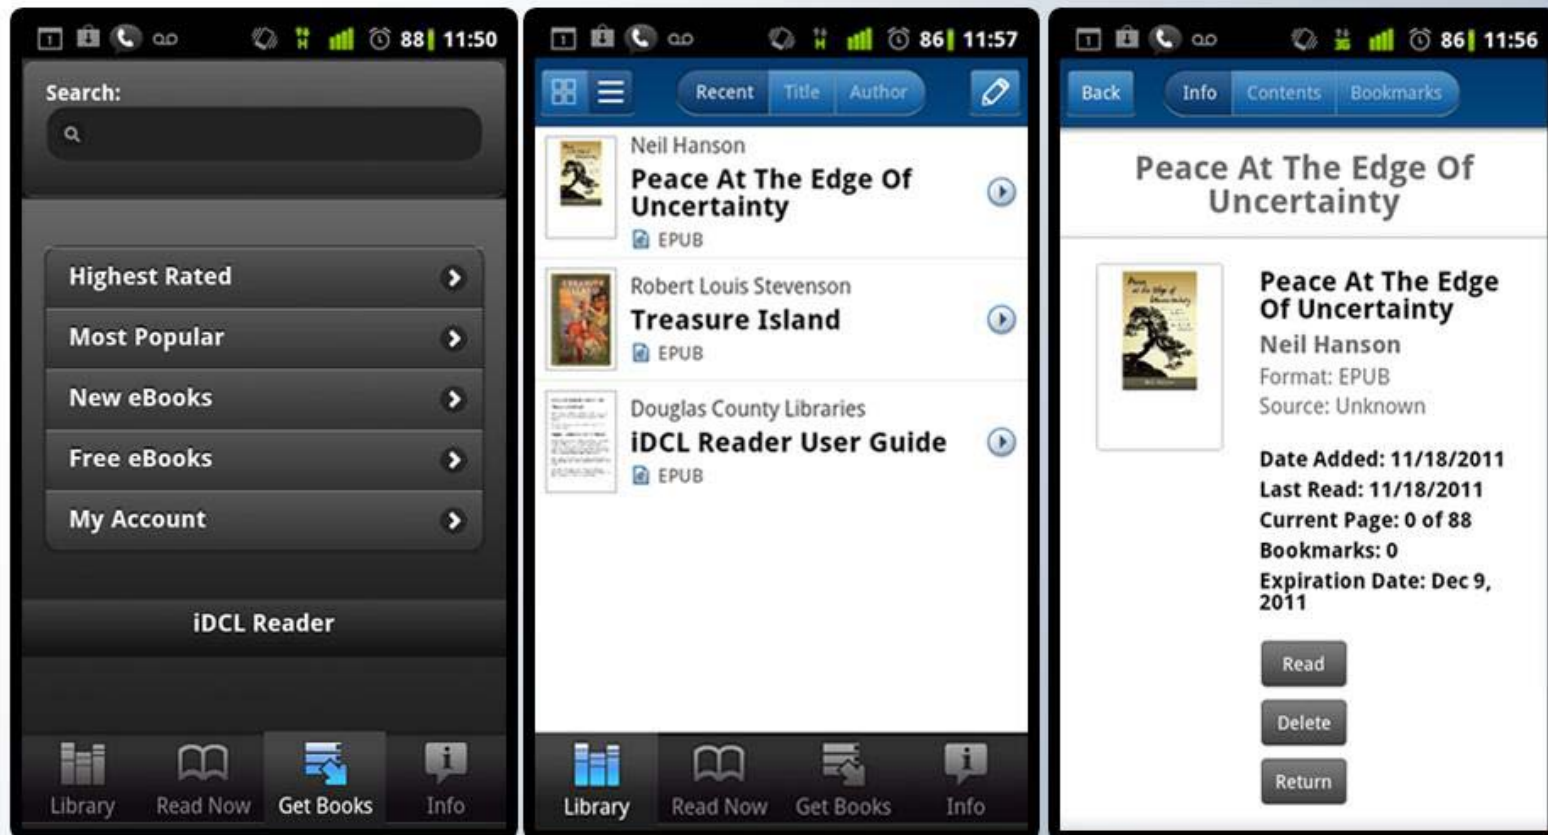 88 11:50
Search:
Highest Rated
Most Popular
New eBooks
Free eBooks
My Account
iDCL Reader
Library Read Now Get Books Info
86 11:57
Recent Title Author
Neil Hanson
Peace At The Edge Of
Uncertainty
EPUB
Robert Louis Stevenson
Treasure Island
EPUB
Douglas County Libraries
iDCL Reader User Guide
EPUB
Library Read Now Get Books Info
3G 86 11:56
Back Info Contents Bookmarks
Peace At The Edge Of
Uncertainty
Peace At The Edge
Of Uncertainty
Neil Hanson
Format: EPUB
Source: Unknown
Date Added: 11/18/2011
Last Read: 11/18/2011
Current Page: 0 of 88
Bookmarks: 0
Expiration Date: Dec 9,
2011
Read
Delete
Return